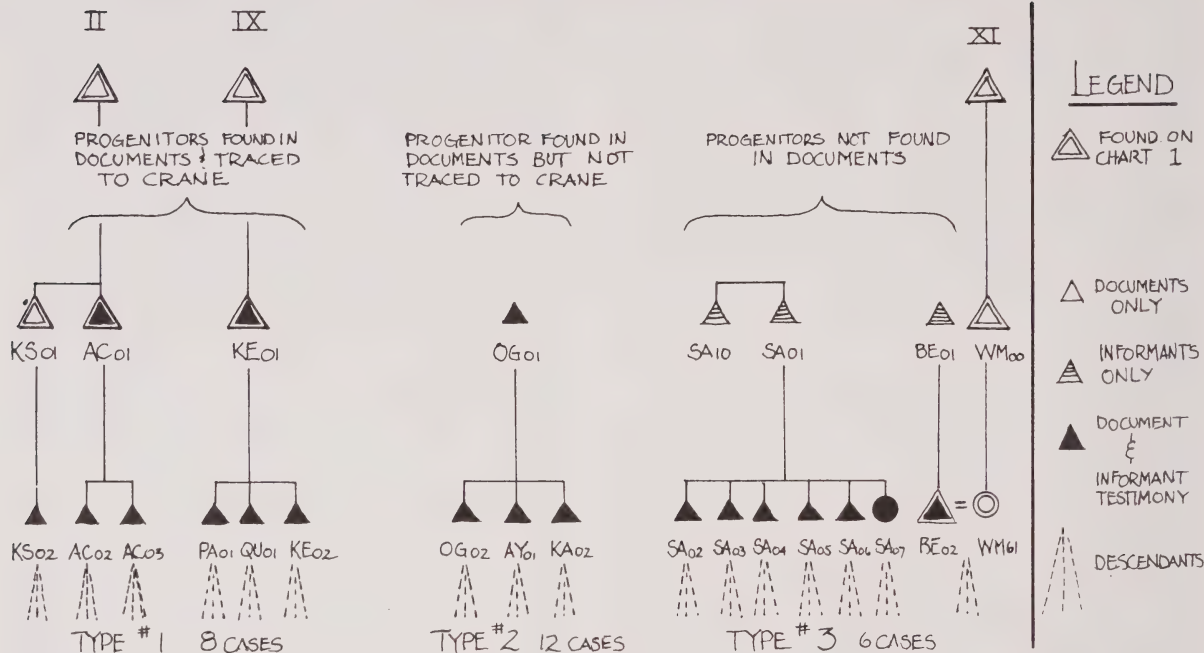 II
IX
XI
PROGENITORS FOUND IN
DOCUMENTS & TRACED
TO CRANE
PROGENITOR FOUND IN
DOCUMENTS BUT NOT
TRACED TO CRANE
PROGENITORS NOT FOUND
IN DOCUMENTS
KS01 AC01 KE01 OG01 SA10 SA01 BE01 WM00
KS02 AC02 AC03 PA01 QU01 KE02 OG02 AY01 KA02 SA02 SA03 SA04 SA05 SA06 SA07 BE02 = WM61
TYPE #1 8 CASES
TYPE #2 12 CASES
TYPE #3 6 CASES
LEGEND
FOUND ON
CHART 1
DOCUMENTS
ONLY
INFORMANTS
ONLY
DOCUMENT
&
INFORMANT
TESTIMONY
DESCENDANTS